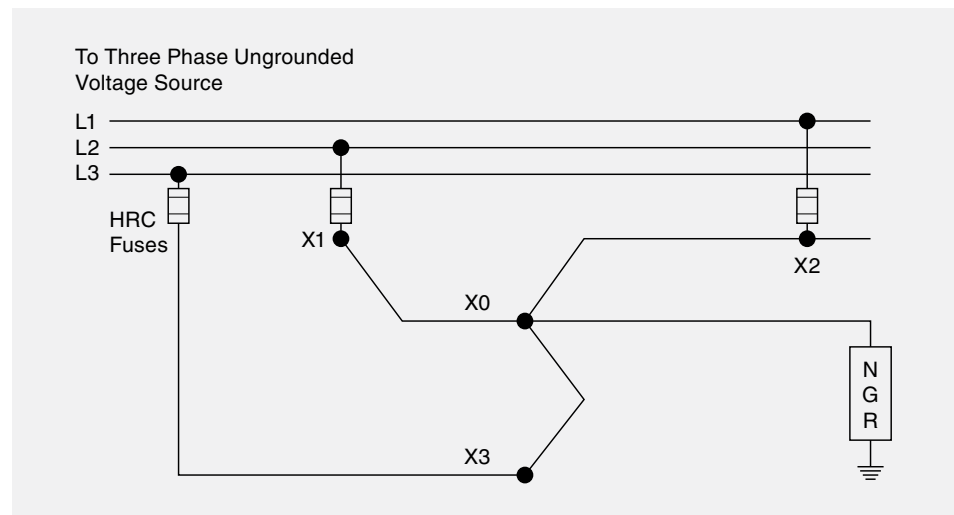 To Three Phase Ungrounded
Voltage Source
L1
L2
L3
HRC
Fuses
X1
X2
X0
N
G
R
X3